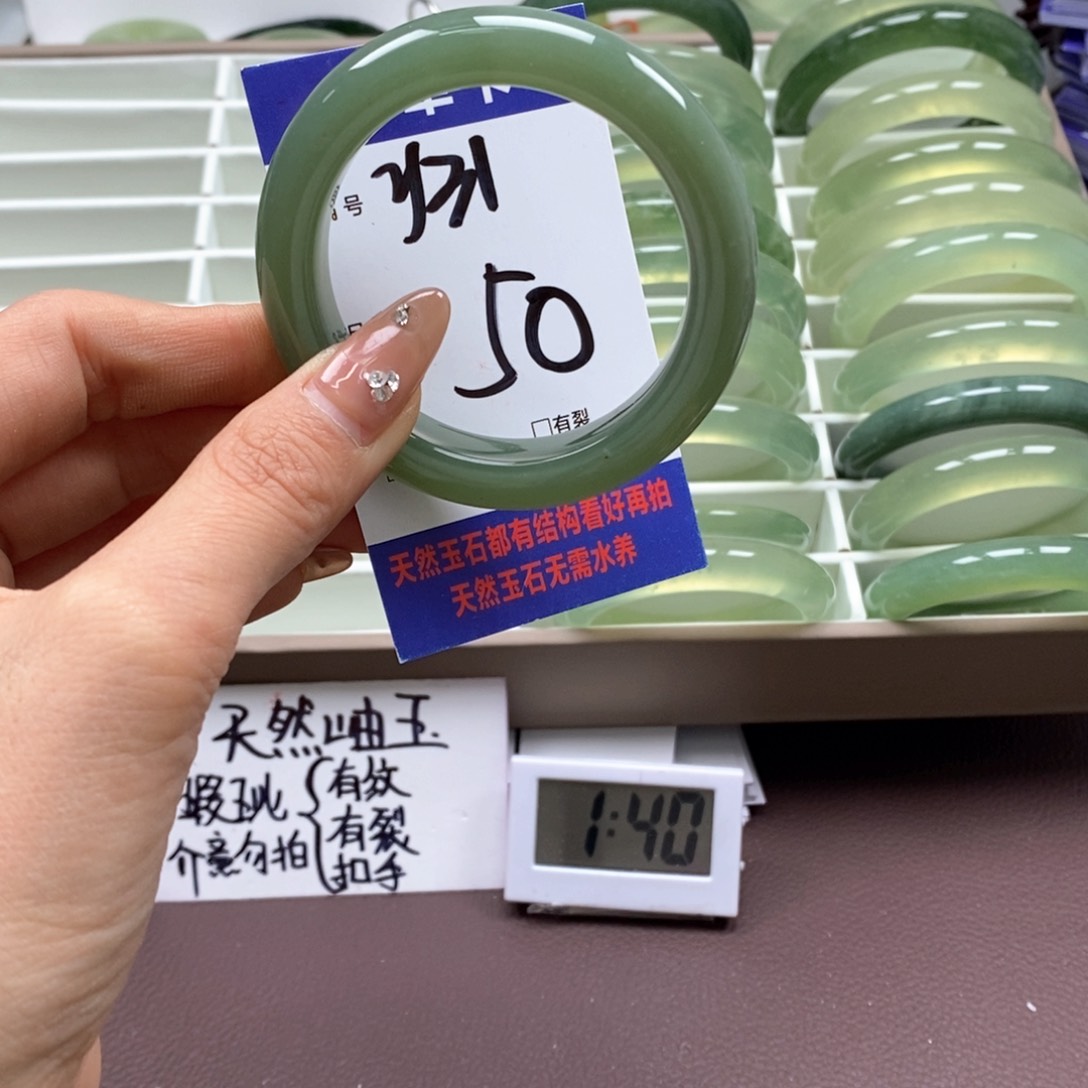 号
50
□有裂
天然玉石都有结构看好再拍
天然玉石无需水养
天然岫玉
瑕玼 有纹
有裂
介意勿拍 扣手
1:40